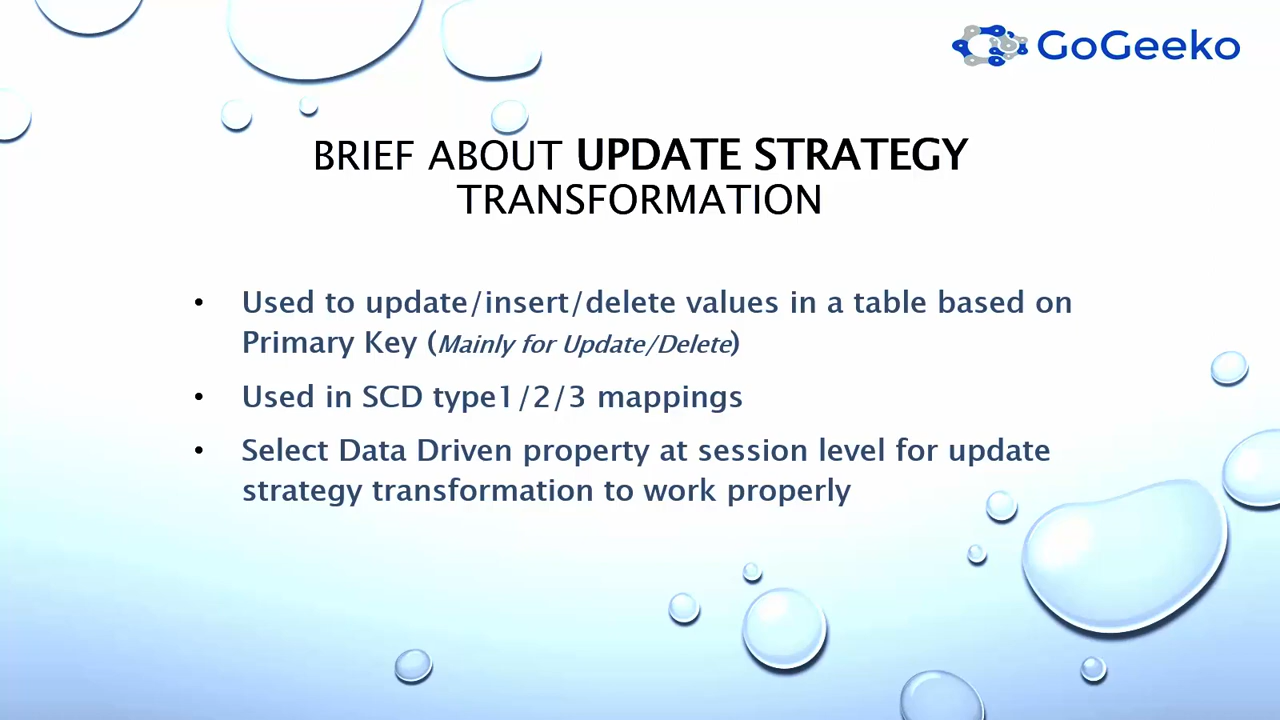 GoGeeko
BRIEF ABOUT UPDATE STRATEGY
TRANSFORMATION
• Used to update/insert/delete values in a table based on
Primary Key (Mainly for Update/Delete)
• Used in SCD type1/2/3 mappings
• Select Data Driven property at session level for update
strategy transformation to work properly